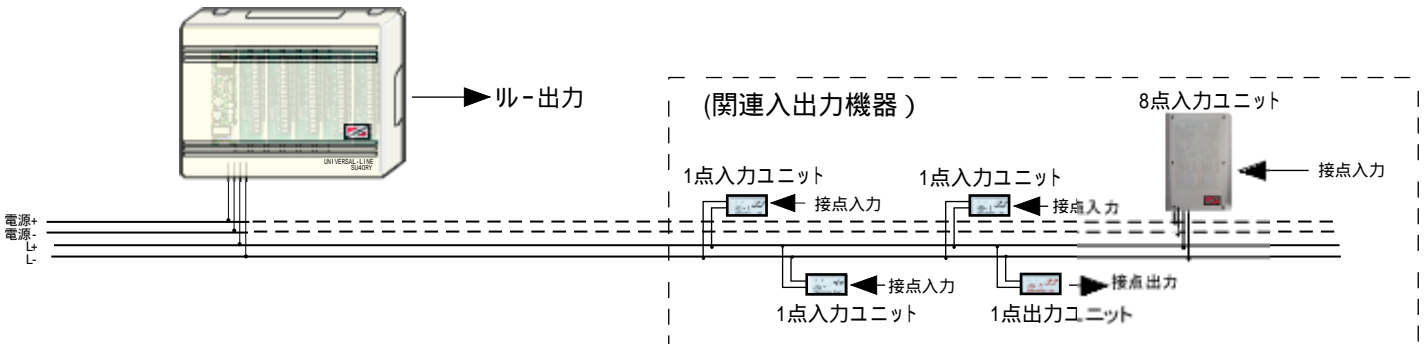 リレー出力
(関連入出力機器)
8点入力ユニット
UNIVERSAL-LINE
SU40RY
1点入力ユニット
1点入力ユニット
接点入力
接点入力
接点入力
電源+
電源-
L+
L-
接点入力
接点出力
1点入力ユニット
1点出力ユニット